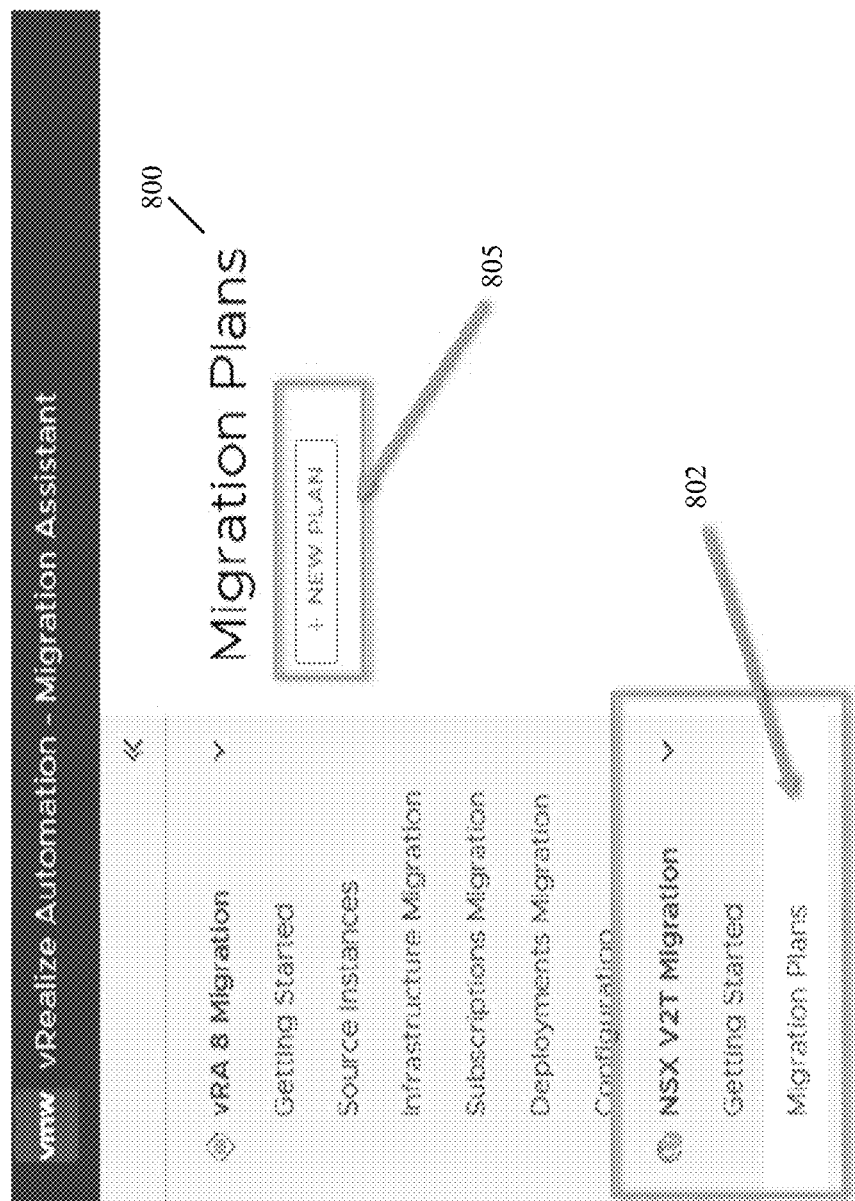 vmw vRealize Automation - Migration Assistant
vRA 8 Migration
Getting Started
Source Instances
Infrastructure Migration
Subscriptions Migration
Deployments Migration
Configuration
NSX V2T Migration
Getting Started
Migration Plans
802
Migration Plans
800
+ NEW PLAN
805